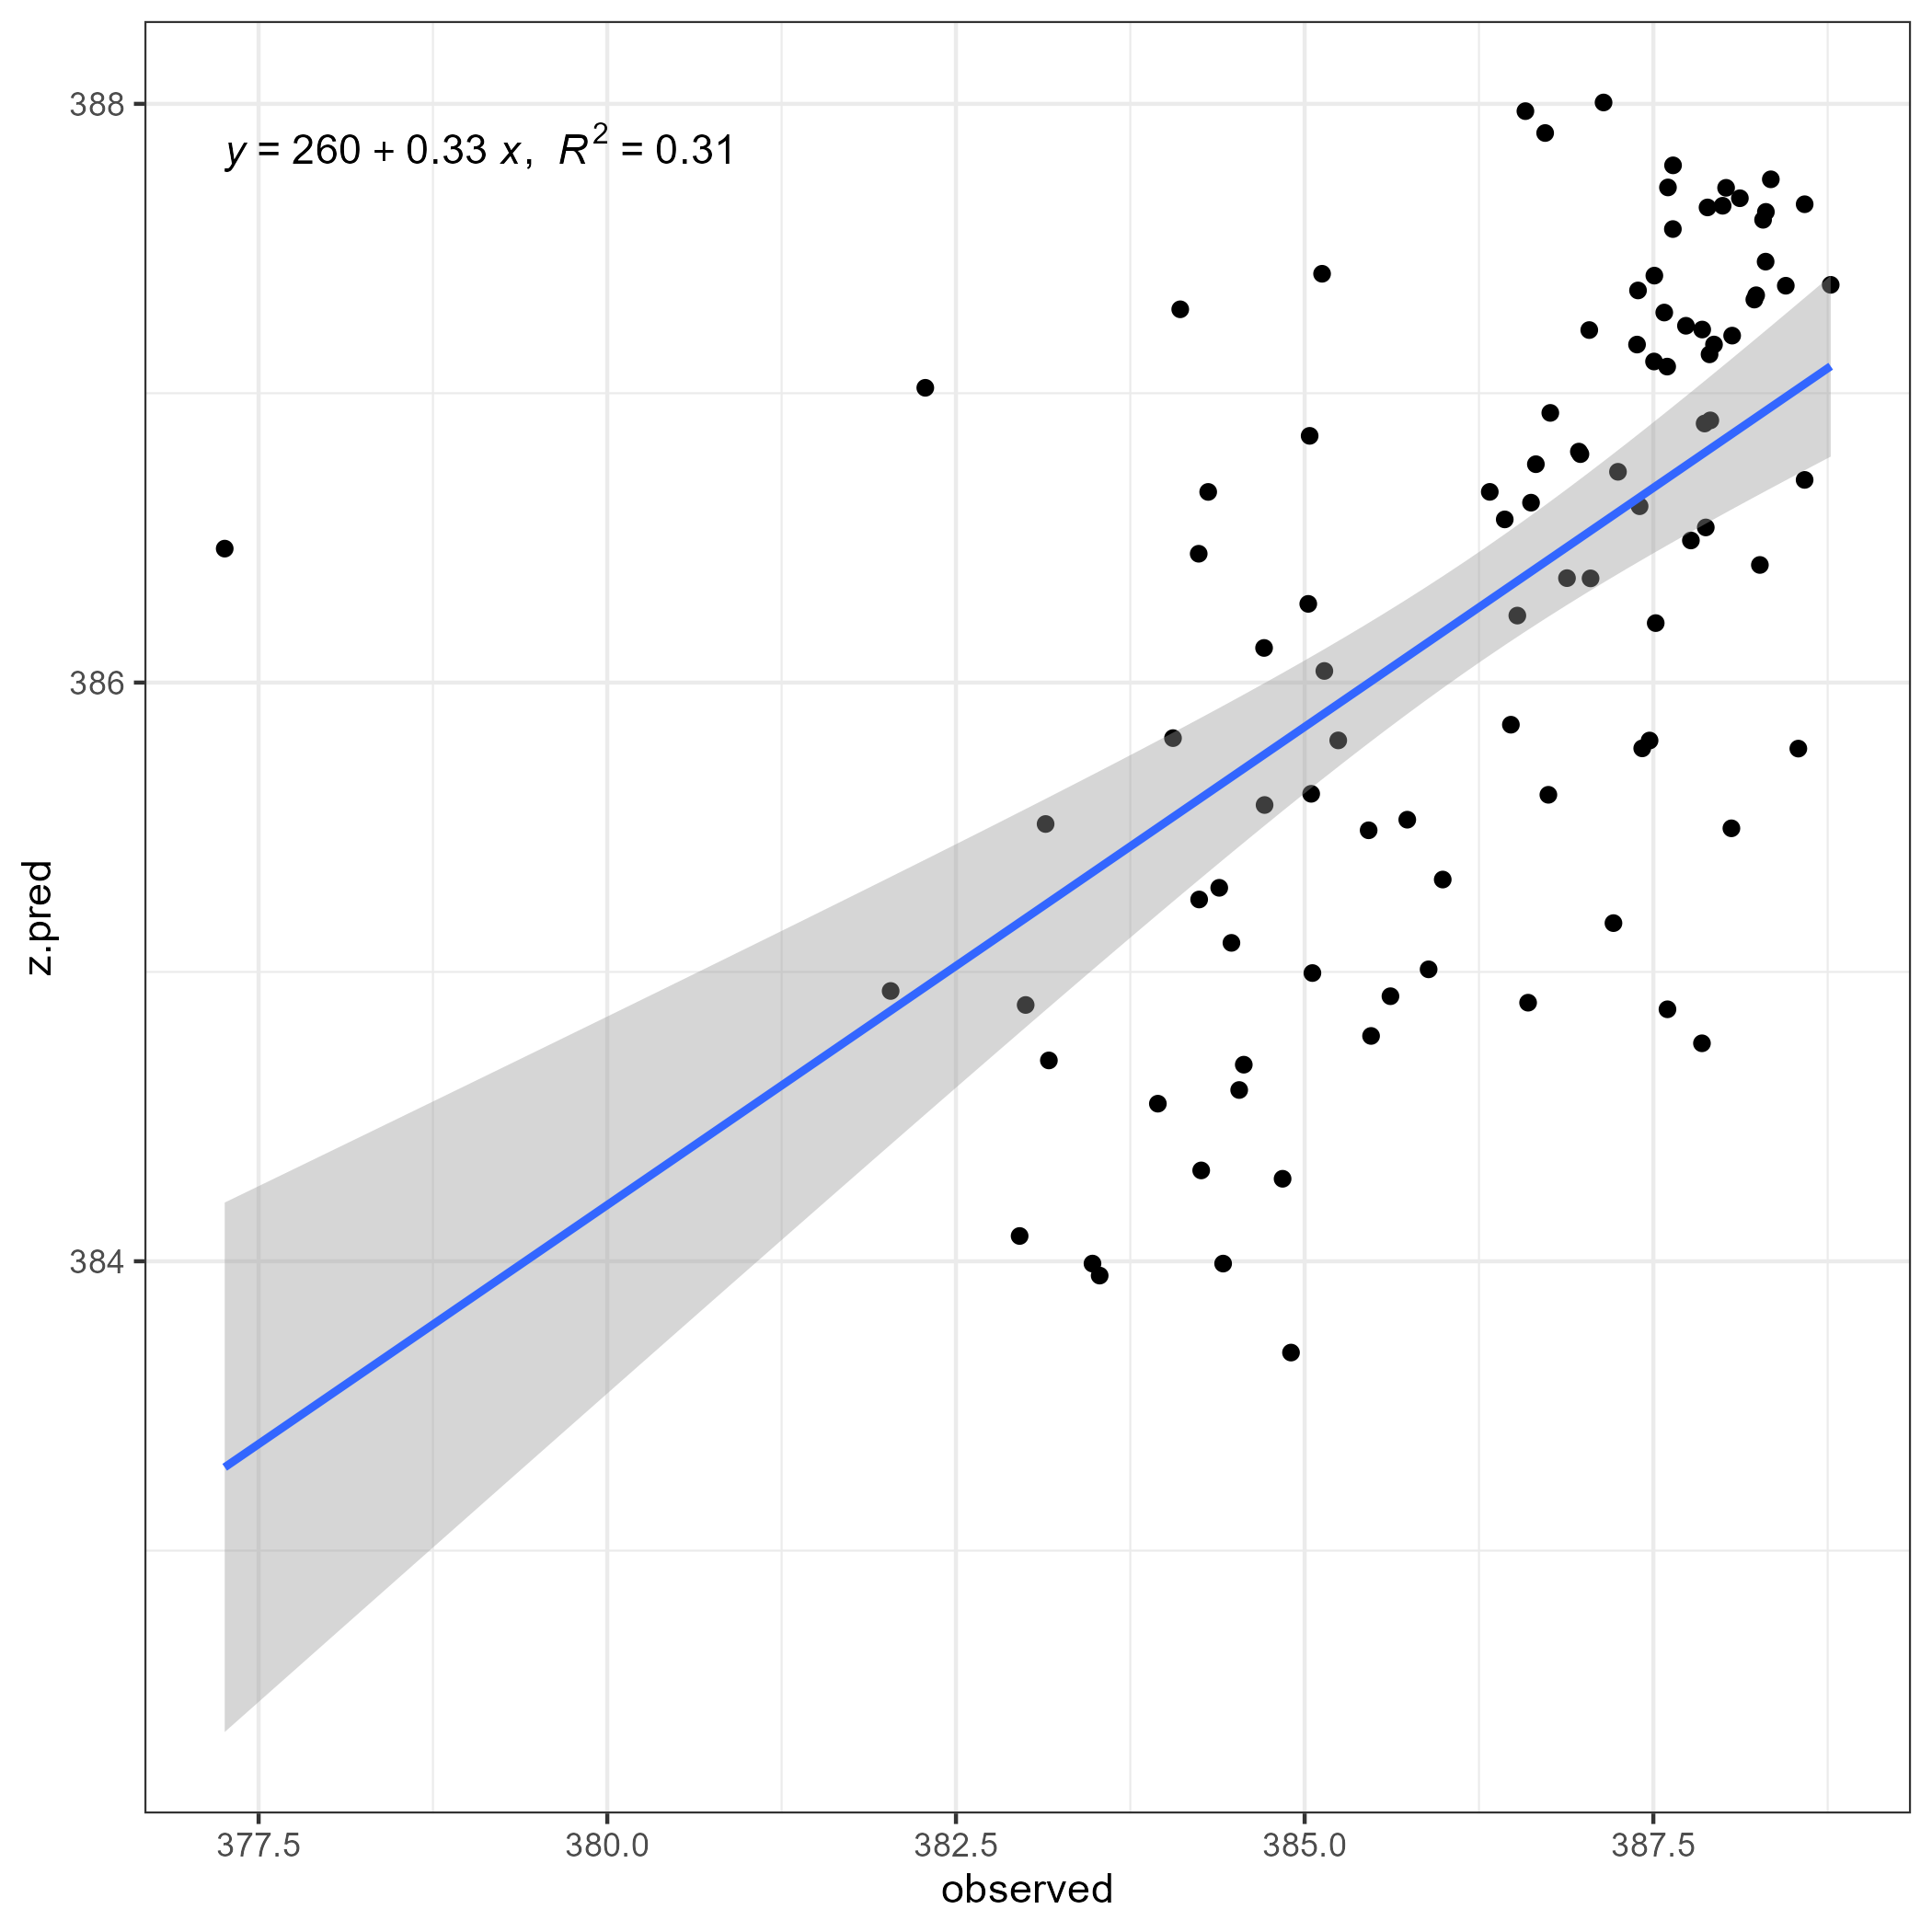 388
y = 260 + 0.33 x, R² = 0.31
386
384
z.pred
377.5 380.0 382.5 385.0 387.5
observed